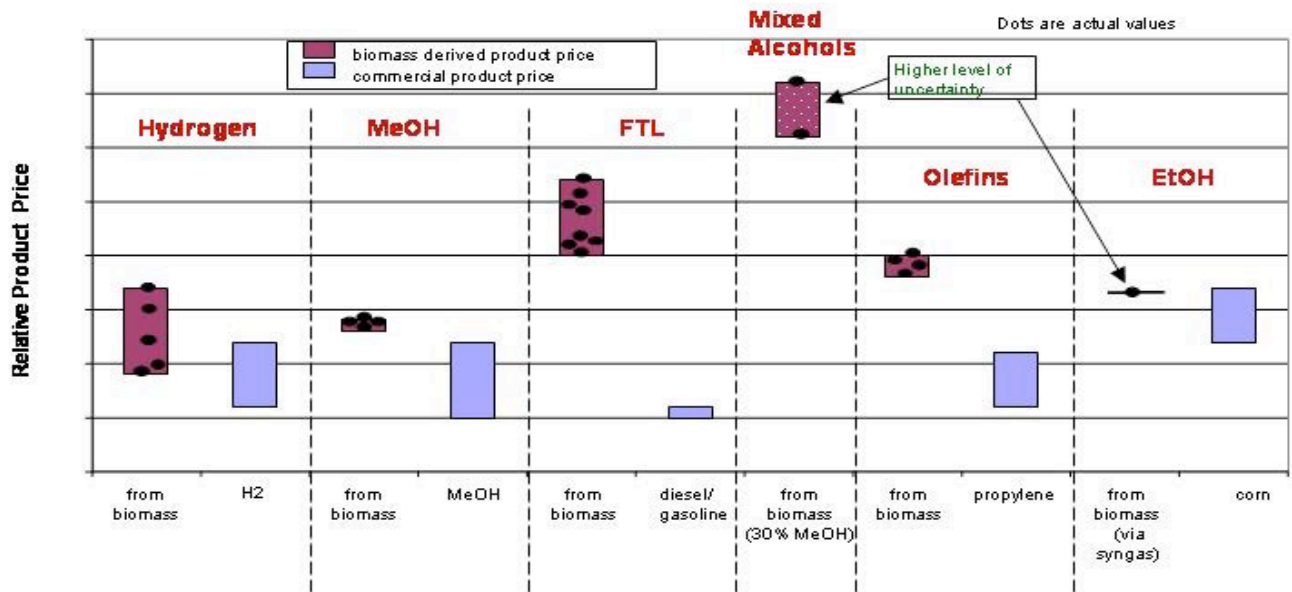 Mixed
Alcohols
Dots are actual values
biomass derived product price
commercial product price
Higher level of
uncertainty
Hydrogen
MeOH
FTL
Olefins
EtOH
Relative Product Price
from
biomass
H2
from
biomass
MeOH
from
biomass
diesel/
gasoline
from
biomass
(30% MeOH)
from
biomass
propylene
from
biomass
(via
syngas)
corn